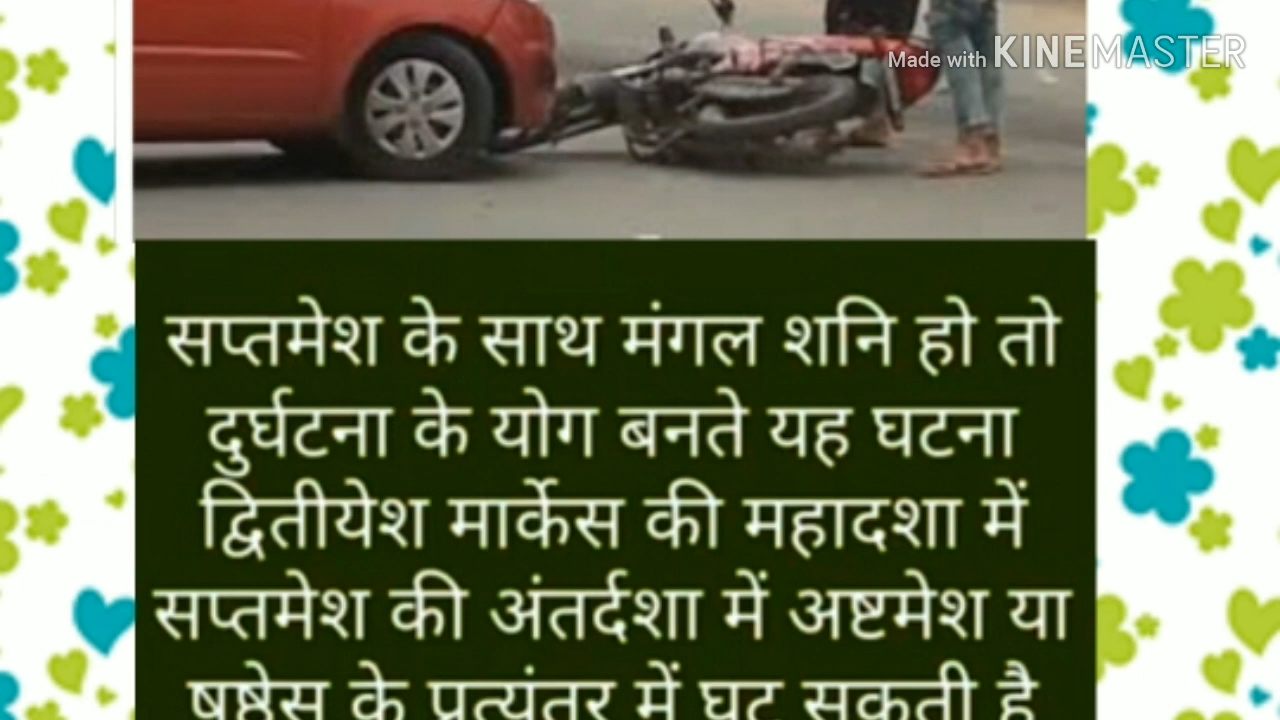 Made with KINEMASTER
सप्तमेश के साथ मंगल शनि हो तो
दुर्घटना के योग बनते यह घटना
द्वितीयेश मार्केस की महादशा में
सप्तमेश की अंतर्दशा में अष्टमेश या
षष्ठेस के प्रत्यंतर में घट सकती है